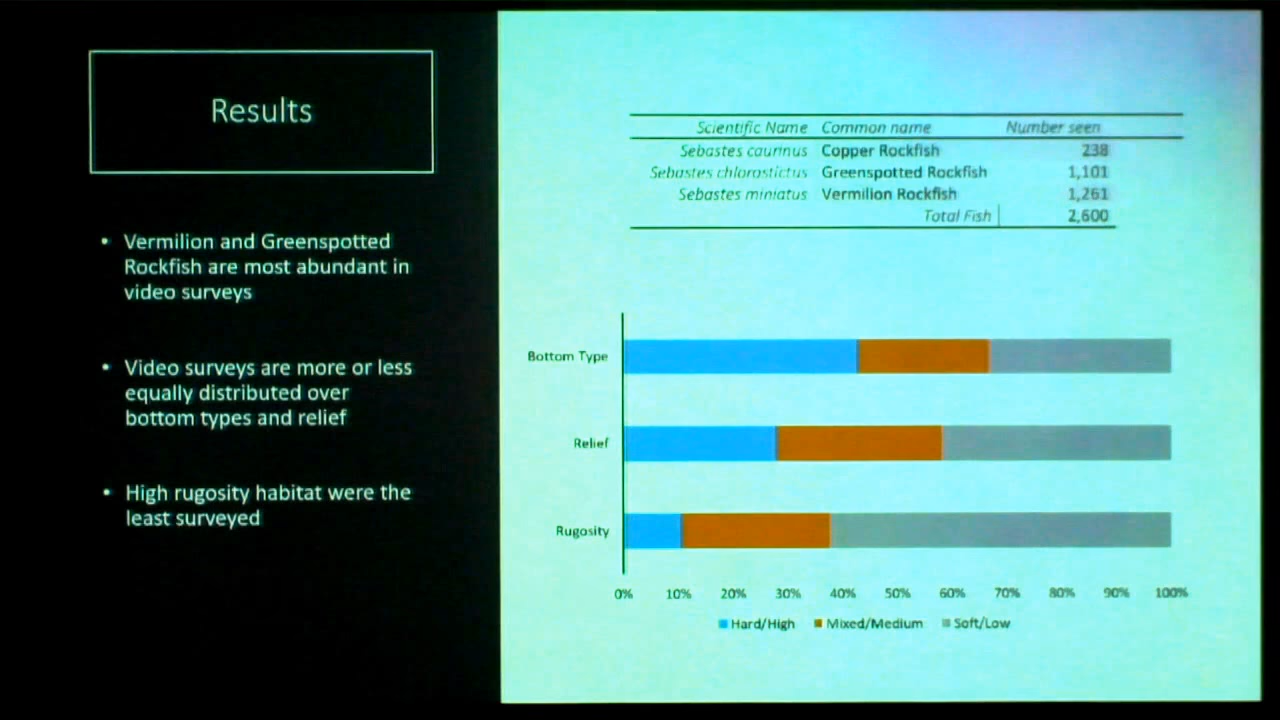 Results
• Vermilion and Greenspotted
Rockfish are most abundant in
video surveys
• Video surveys are more or less
equally distributed over
bottom types and relief
• High rugosity habitat were the
least surveyed
Scientific Name Common name Number seen
Sebastes caurinus Copper Rockfish 238
Sebastes chlorostictus Greenspotted Rockfish 1,101
Sebastes miniatus Vermilion Rockfish 1,261
Total Fish 2,600
Bottom Type
Relief
Rugosity
0% 10% 20% 30% 40% 50% 60% 70% 80% 90% 100%
Hard/High Mixed/Medium Soft/Low